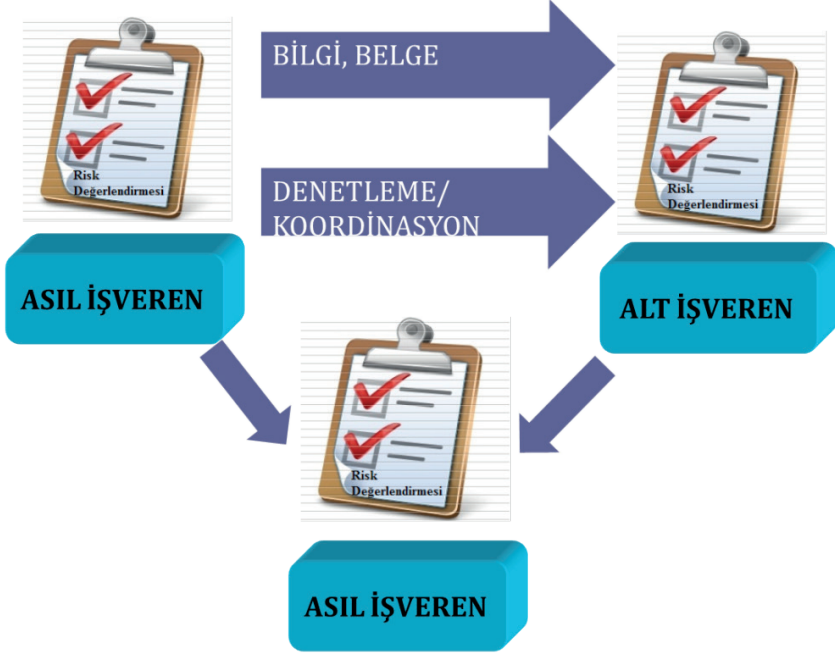 BİLGİ, BELGE
Risk
Değerlendirmesi
Risk
Değerlendirmesi
DENETLEME/
KOORDİNASYON
ASIL İŞVEREN
ALT İŞVEREN
Risk
Değerlendirmesi
ASIL İŞVEREN